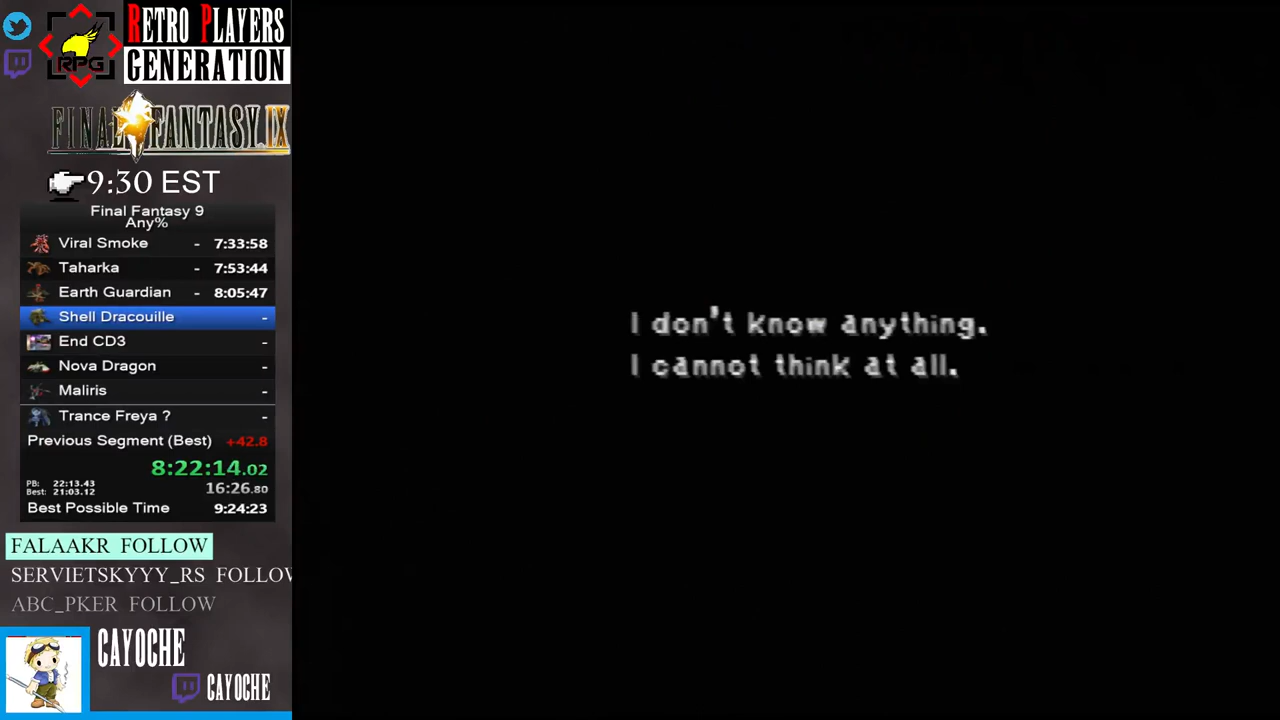 RETRO PLAYERS
GENERATION
RPG
FINAL FANTASY IX
9:30 EST
Final Fantasy 9
Any%
Viral Smoke - 7:33:58
Taharka - 7:53:44
Earth Guardian - 8:05:47
Shell Dracouille -
End CD3 -
Nova Dragon -
Maliris -
Trance Freya ? -
Previous Segment (Best) +42.8
8:22:14.02
PB: 22:13.43
Best: 21:03.12
16:26.80
Best Possible Time 9:24:23
FALAAKR FOLLOW
SERVIETSKYYY_RS FOLLOW
ABC_PKER FOLLOW
CAYOCHE
CAYOCHE
I don't know anything.
I cannot think at all.